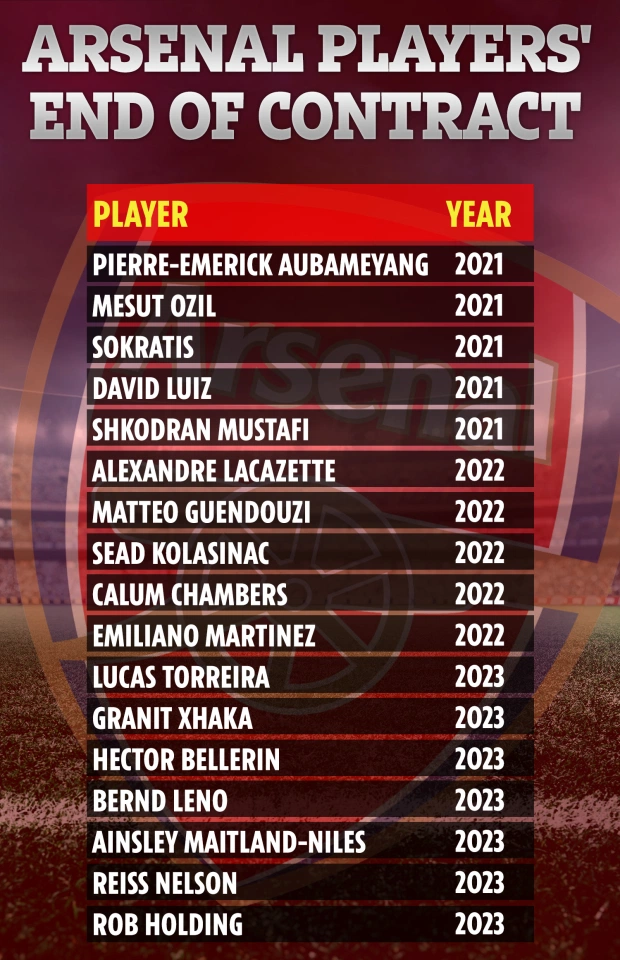 ARSENAL PLAYERS'
END OF CONTRACT
PLAYER YEAR
PIERRE-EMERICK AUBAMEYANG 2021
MESUT OZIL 2021
SOKRATIS 2021
DAVID LUIZ 2021
SHKODRAN MUSTAFI 2021
ALEXANDRE LACAZETTE 2022
MATTEO GUENDOUZI 2022
SEAD KOLASINAC 2022
CALUM CHAMBERS 2022
EMILIANO MARTINEZ 2022
LUCAS TORREIRA 2023
GRANIT XHAKA 2023
HECTOR BELLERIN 2023
BERND LENO 2023
AINSLEY MAITLAND-NILES 2023
REISS NELSON 2023
ROB HOLDING 2023
Arsenal